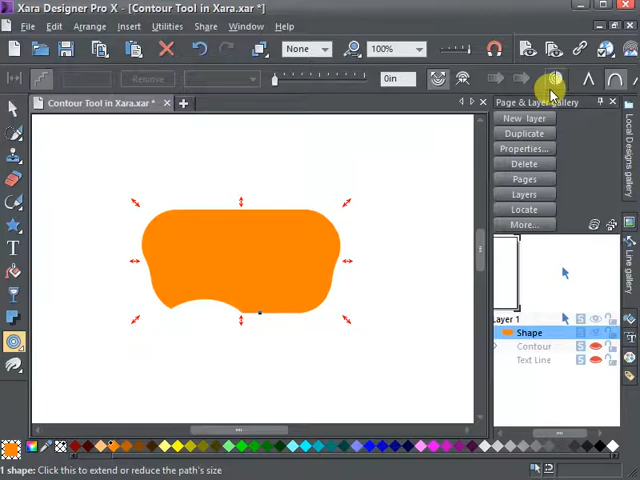 Xara Designer Pro X - [Contour Tool in Xara.xar *]
File Edit Arrange Insert Utilities Share Window Help
None 100%
Remove 0in
Contour Tool in Xara.xar *
Page & Layer gallery
New layer
Duplicate
Properties...
Delete
Pages
Layers
Locate
More...
Layer 1
Shape
Contour
Text Line
Local Designs gallery
Line gallery
1 shape: Click this to extend or reduce the path's size